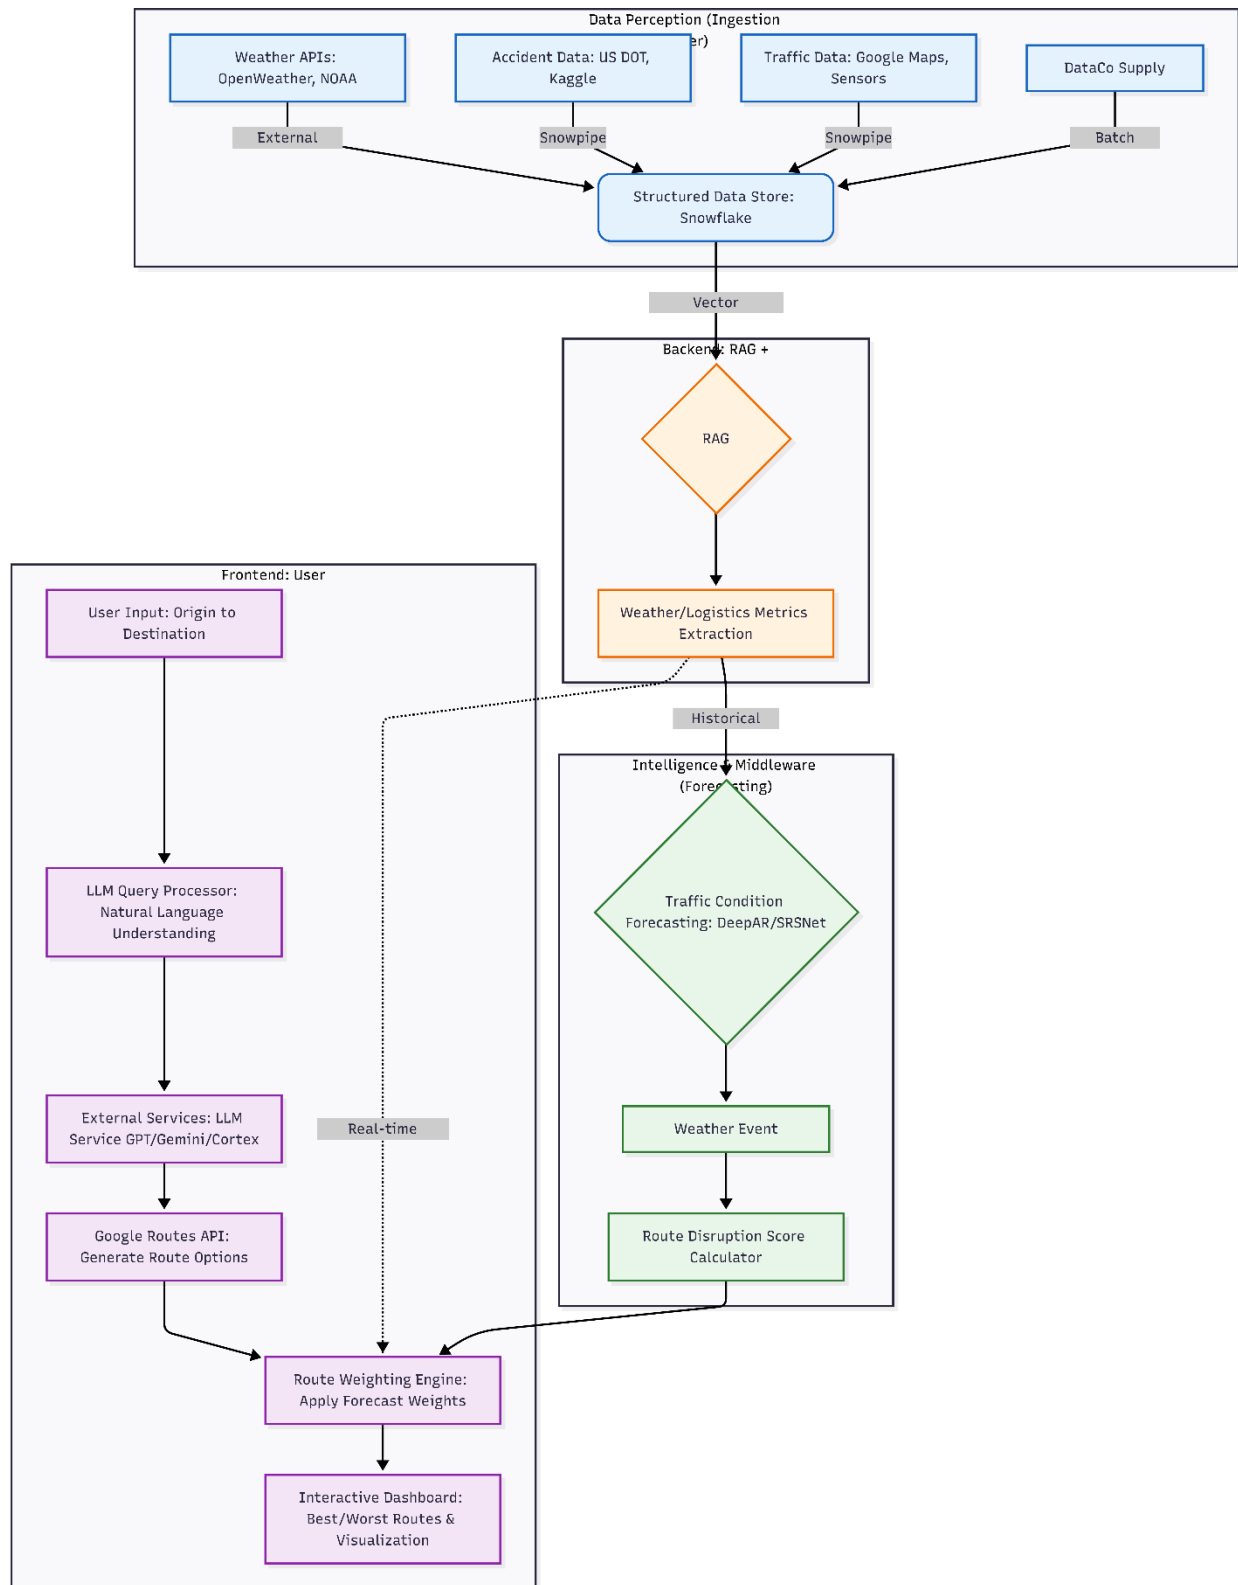 Data Perception (Ingestion
er)
Weather APIs:
OpenWeather, NOAA
Accident Data: US DOT,
Kaggle
Traffic Data: Google Maps,
Sensors
DataCo Supply
External
Snowpipe
Snowpipe
Batch
Structured Data Store:
Snowflake
Vector
Backend: RAG +
RAG
Weather/Logistics Metrics
Extraction
Frontend: User
User Input: Origin to
Destination
Historical
Intelligence & Middleware
(Forecasting)
LLM Query Processor:
Natural Language
Understanding
Traffic Condition
Forecasting: DeepAR/SRSNet
External Services: LLM
Service GPT/Gemini/Cortex
Real-time
Weather Event
Google Routes API:
Generate Route Options
Route Disruption Score
Calculator
Route Weighting Engine:
Apply Forecast Weights
Interactive Dashboard:
Best/Worst Routes &
Visualization